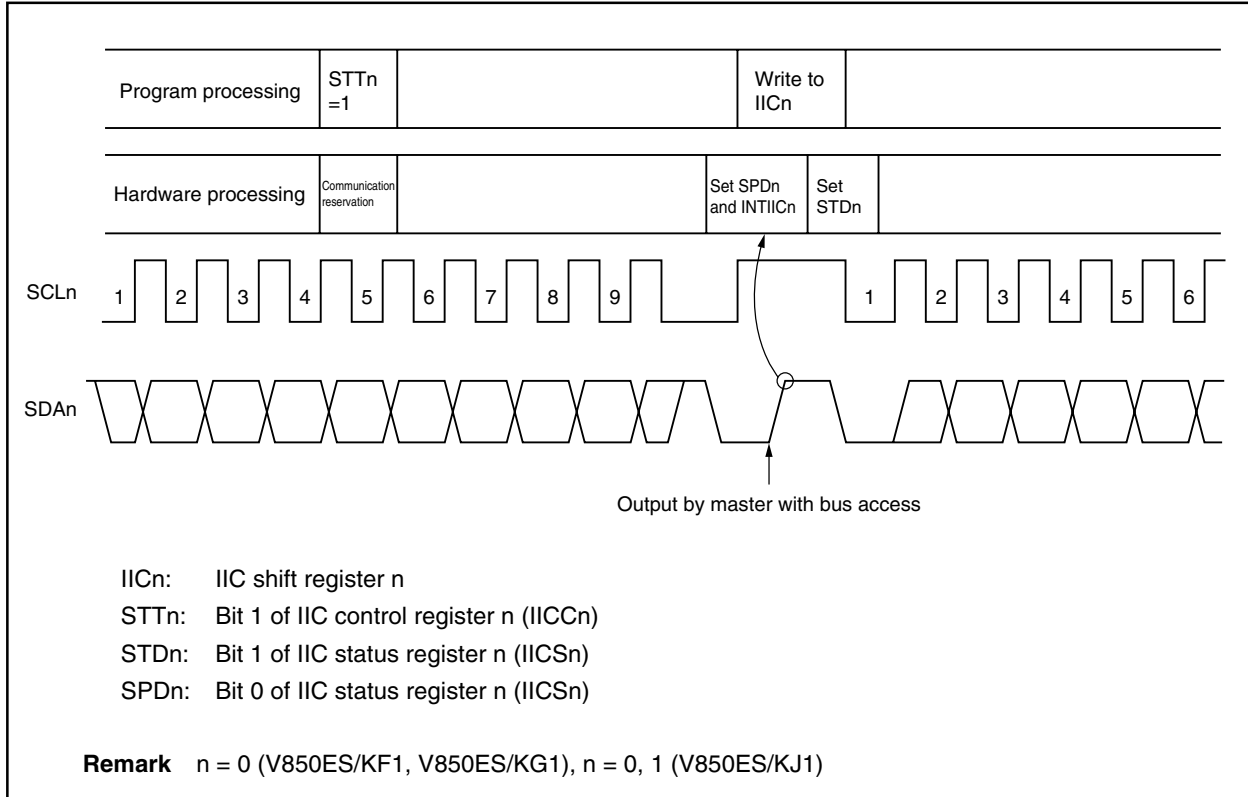 Program processing
STTn
=1
Write to
IICn
Hardware processing
Communication
reservation
Set SPDn
and INTIICn
Set
STDn
SCLn
1 2 3 4 5 6 7 8 9 1 2 3 4 5 6
SDAn
Output by master with bus access
IICn: IIC shift register n
STTn: Bit 1 of IIC control register n (IICCn)
STDn: Bit 1 of IIC status register n (IICSn)
SPDn: Bit 0 of IIC status register n (IICSn)
Remark n = 0 (V850ES/KF1, V850ES/KG1), n = 0, 1 (V850ES/KJ1)